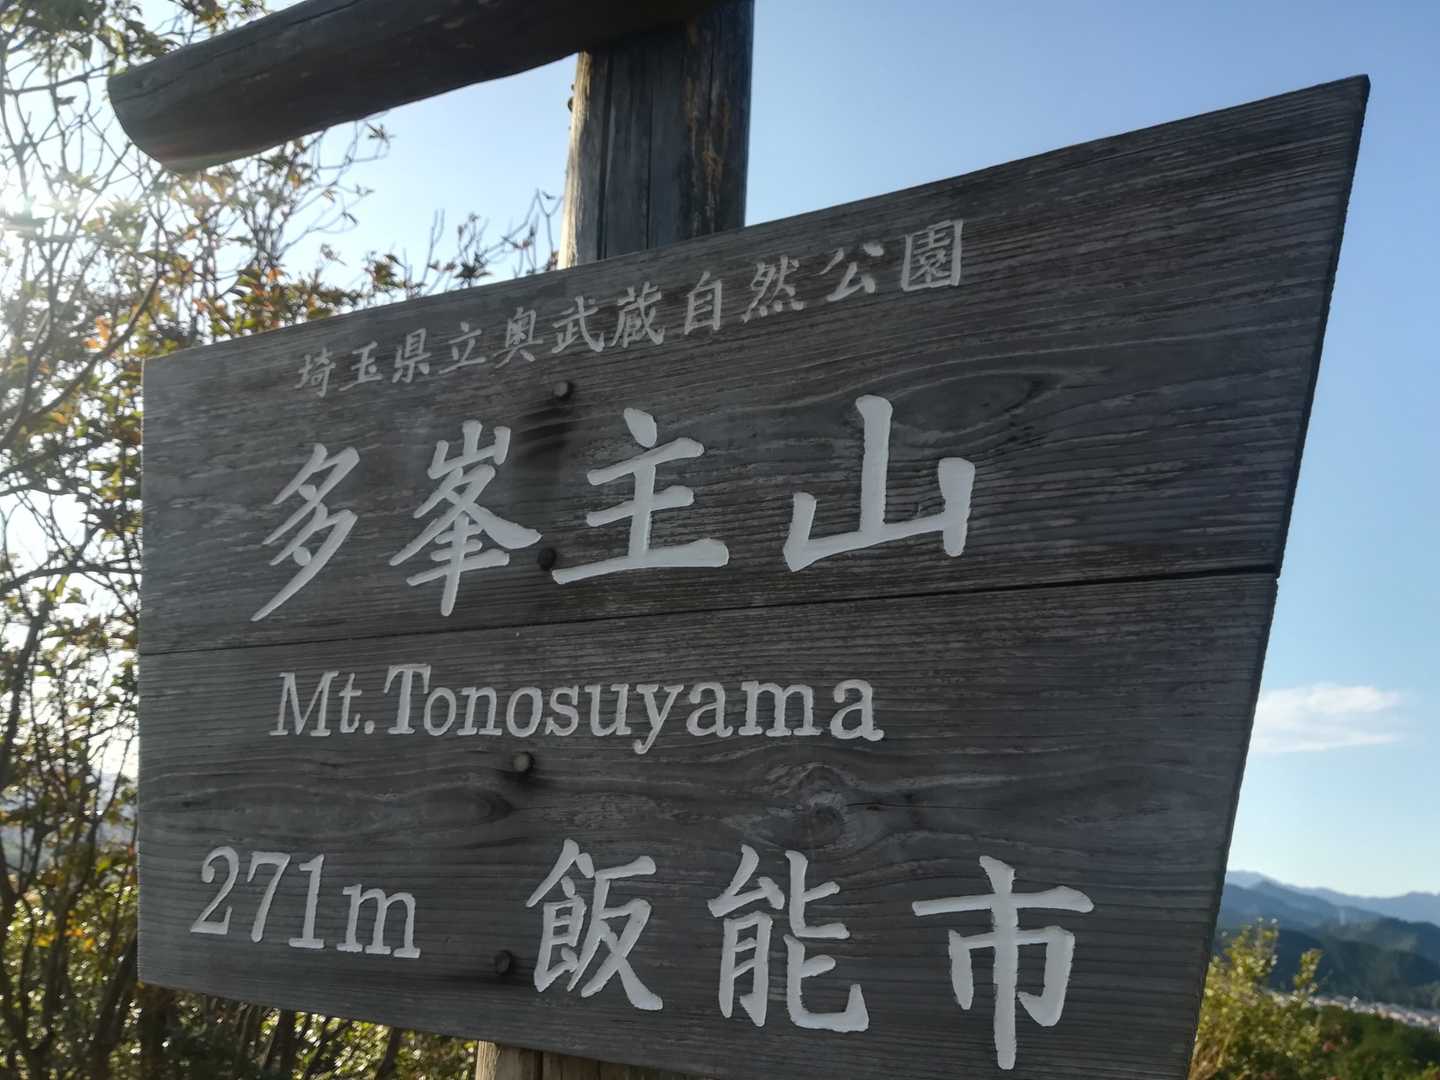 埼玉県立奥武蔵自然公園
多峯主山
Mt.Tonosuyama
271m 飯能市